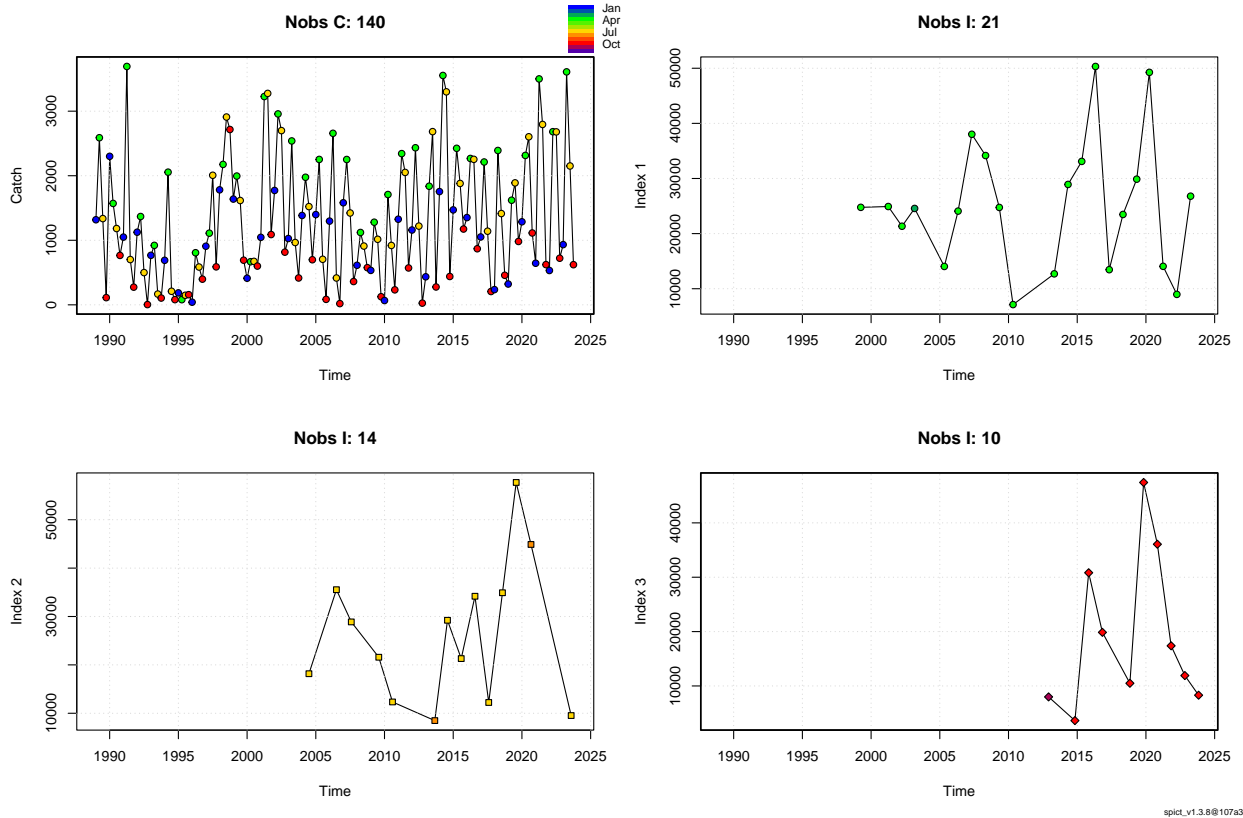 Nobs C: 140
Jan
Apr
Jul
Oct
Catch
0 1000 2000 3000
1990 1995 2000 2005 2010 2015 2020 2025
Time
Nobs I: 21
Index 1
10000 20000 30000 40000 50000
1990 1995 2000 2005 2010 2015 2020 2025
Time
Nobs I: 14
Index 2
10000 30000 50000
1990 1995 2000 2005 2010 2015 2020 2025
Time
Nobs I: 10
Index 3
10000 20000 30000 40000
1990 1995 2000 2005 2010 2015 2020 2025
Time
spict_v1.3.8@107a3